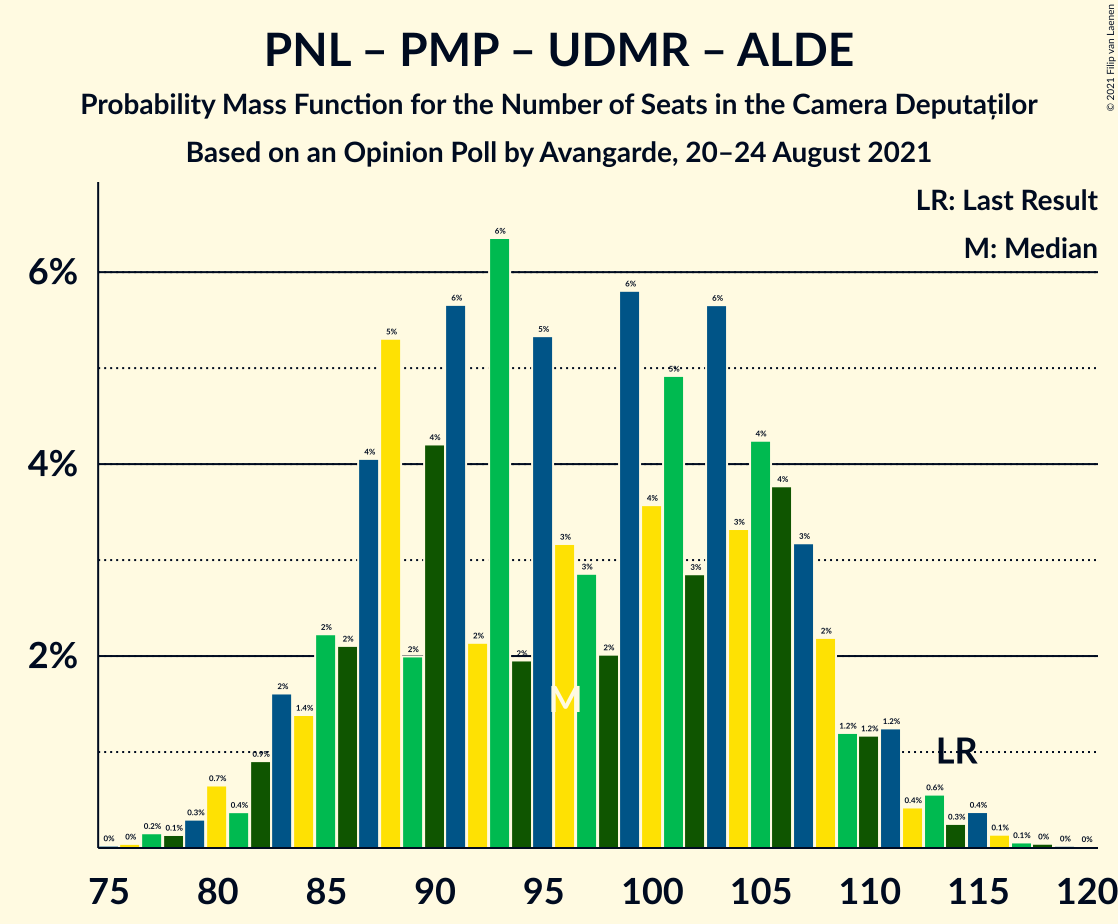 PNL – PMP – UDMR – ALDE
Probability Mass Function for the Number of Seats in the Camera Deputaților
Based on an Opinion Poll by Avangarde, 20–24 August 2021
© 2021 Filip van Laenen
LR: Last Result
M: Median
6%
4%
2%
0% 0% 0.2% 0.1% 0.3% 0.7% 0.4% 0.9% 2% 1.4% 2% 2% 4% 5% 2% 4% 6% 2% 6% 2% 5% 3% 3% 2% 6% 4% 5% 3% 6% 3% 4% 4% 3% 2% 1.2% 1.2% 1.2% 0.4% 0.6% 0.3% 0.4% 0.1% 0.1% 0% 0% 0%
M
LR
75 80 85 90 95 100 105 110 115 120